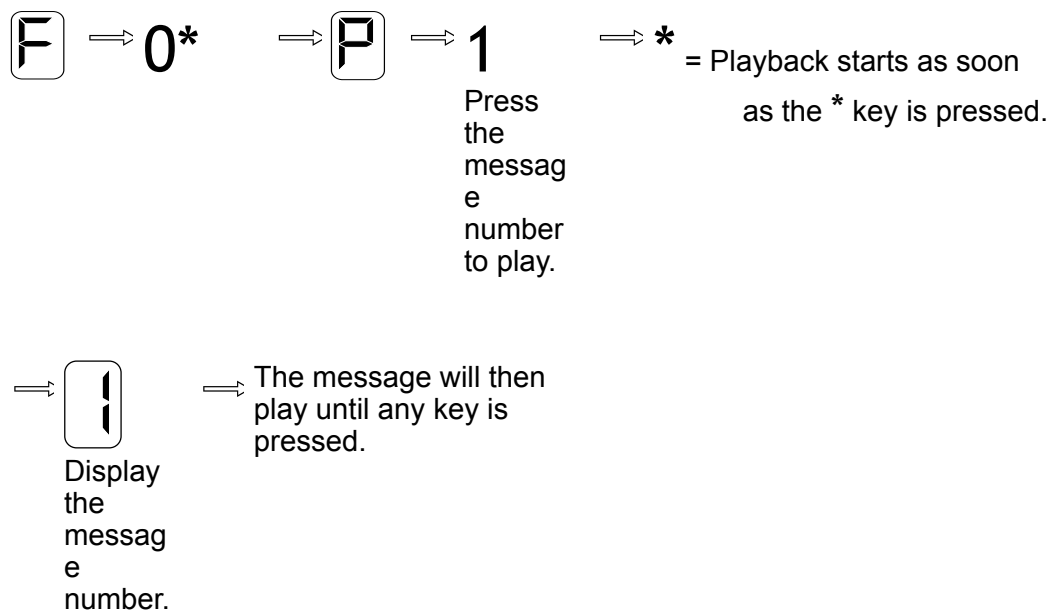 F ⇒ 0* ⇒ P ⇒ 1 ⇒ * = Playback starts as soon
as the * key is pressed.
Press
the
messag
e
number
to play.
⇒ 1 ⇒ The message will then
play until any key is
pressed.
Display
the
messag
e
number.